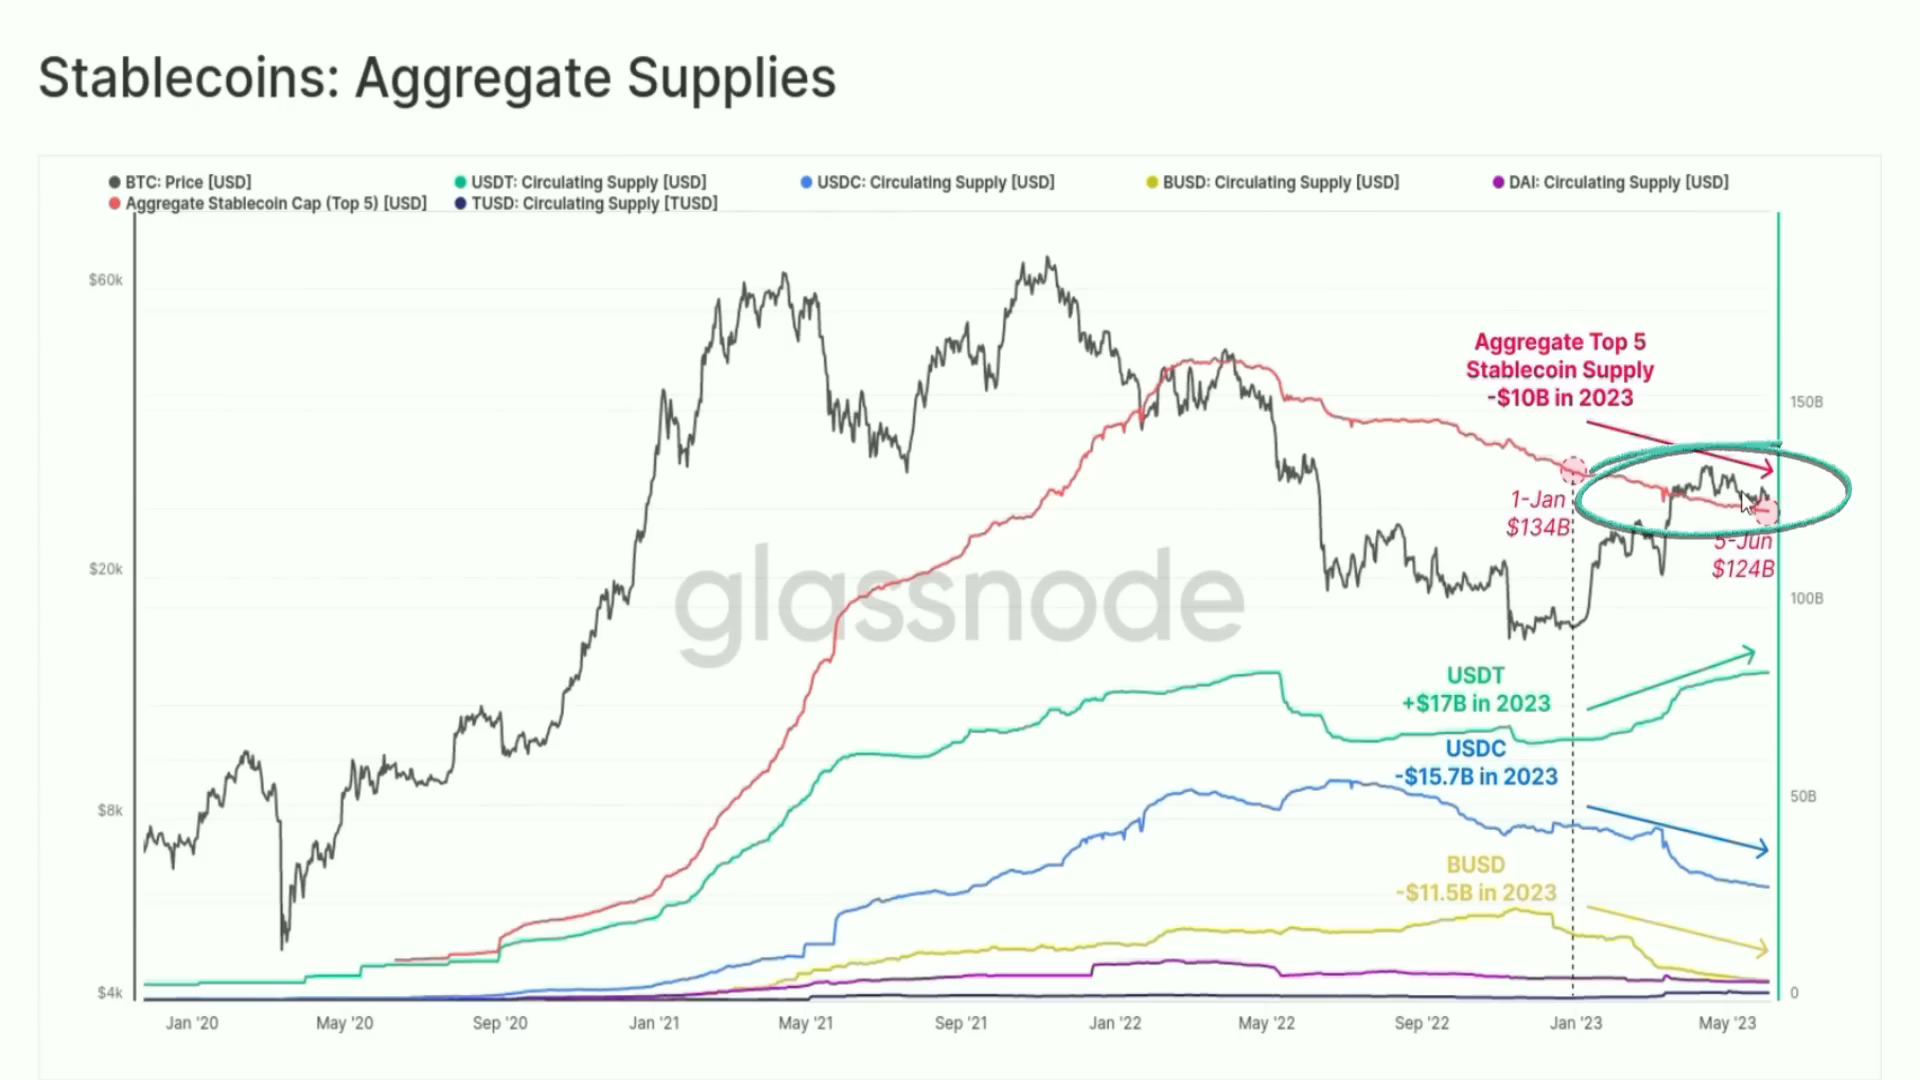 Stablecoins: Aggregate Supplies
BTC: Price [USD]
USDT: Circulating Supply [USD]
USDC: Circulating Supply [USD]
BUSD: Circulating Supply [USD]
DAI: Circulating Supply [USD]
Aggregate Stablecoin Cap (Top 5) [USD]
TUSD: Circulating Supply [TUSD]
$60k
$20k
$8k
$4k
150B
100B
50B
0
Aggregate Top 5
Stablecoin Supply
-$10B in 2023
1-Jan
$134B
5-Jun
$124B
glassnode
USDT
+$17B in 2023
USDC
-$15.7B in 2023
BUSD
-$11.5B in 2023
Jan '20
May '20
Sep '20
Jan '21
May '21
Sep '21
Jan '22
May '22
Sep '22
Jan '23
May '23